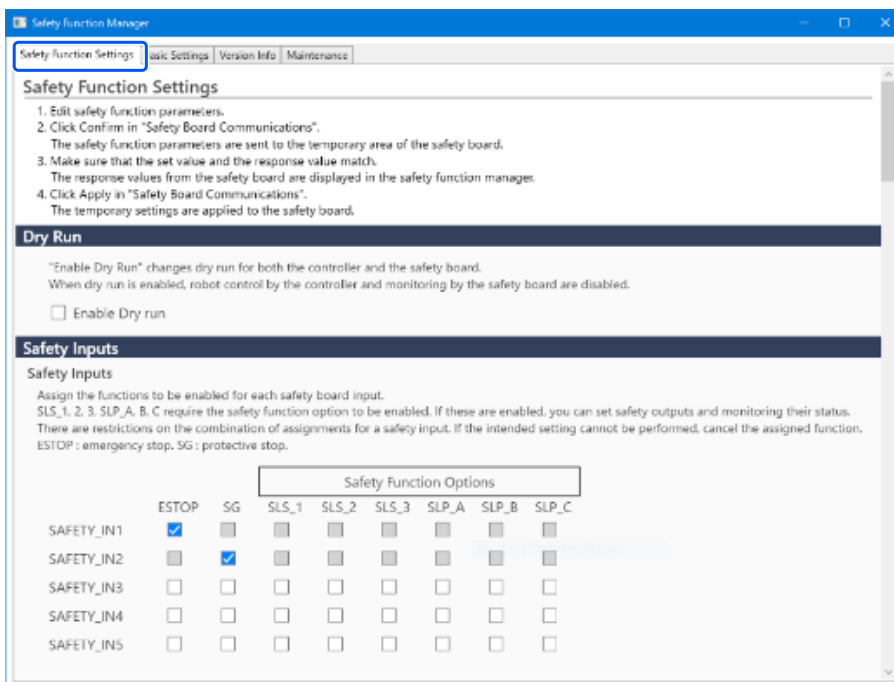 Safety Function Manager
Safety Function Settings asic Settings Version Info Maintenance
Safety Function Settings
1. Edit safety function parameters.
2. Click Confirm in "Safety Board Communications".
The safety function parameters are sent to the temporary area of the safety board.
3. Make sure that the set value and the response value match.
The response values from the safety board are displayed in the safety function manager.
4. Click Apply in "Safety Board Communications".
The temporary settings are applied to the safety board.
Dry Run
"Enable Dry Run" changes dry run for both the controller and the safety board.
When dry run is enabled, robot control by the controller and monitoring by the safety board are disabled.
Enable Dry run
Safety Inputs
Safety Inputs
Assign the functions to be enabled for each safety board input.
SLS_1, 2, 3, SLP_A, B, C require the safety function option to be enabled. If these are enabled, you can set safety outputs and monitoring their status.
There are restrictions on the combination of assignments for a safety input. If the intended setting cannot be performed, cancel the assigned function.
ESTOP : emergency stop, SG : protective stop.
Safety Function Options
ESTOP SG SLS_1 SLS_2 SLS_3 SLP_A SLP_B SLP_C
SAFETY_IN1
SAFETY_IN2
SAFETY_IN3
SAFETY_IN4
SAFETY_IN5